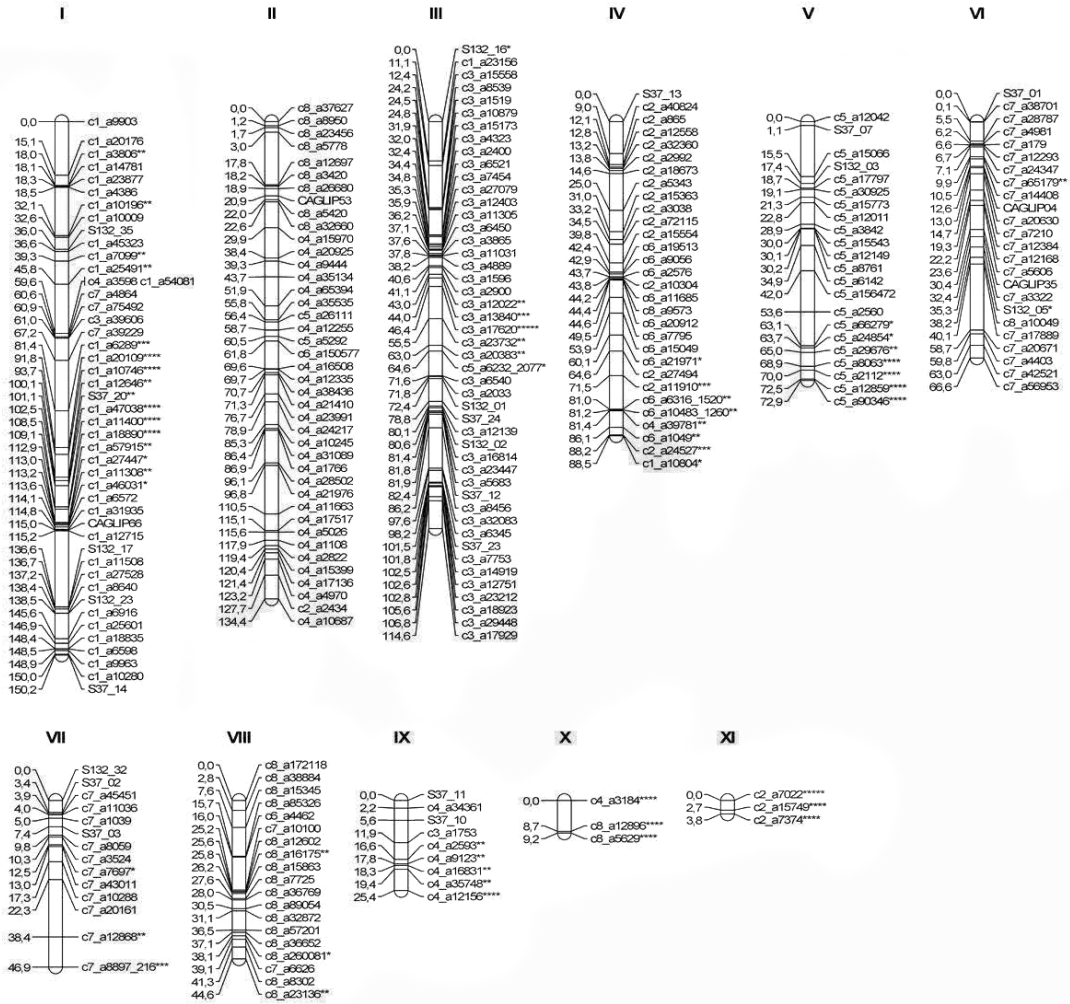 I
0,0 c1_a9903
15,1 c1_a20176
18,0 c1_a3806**
18,1 c1_a14781
18,3 c1_a23877
18,5 c1_a4386
32,1 c1_a10196**
32,6 c1_a10009
36,0 S132_35
36,6 c1_a45323
39,3 c1_a7099**
45,8 c1_a25491**
59,6 c4_a3598 c1_a54081
60,6 c7_a4864
60,9 c7_a75492
61,0 c3_a39606
67,2 c7_a39229
81,4 c1_a6289***
91,8 c1_a20109****
93,7 c1_a10746****
100,1 c1_a12646**
101,1 S37_20**
102,5 c1_a47038****
108,5 c1_a11400****
109,1 c1_a18890****
112,9 c1_a57915**
113,0 c1_a27447*
113,2 c1_a11308**
113,6 c1_a46031*
114,1 c1_a6572
114,8 c1_a31935
115,0 CAGLIP66
115,2 c1_a12715
136,6 S132_17
136,7 c1_a11508
137,2 c1_a27528
138,4 c1_a8640
138,5 S132_23
145,6 c1_a6916
146,9 c1_a25601
148,4 c1_a18835
148,5 c1_a6598
148,9 c1_a9963
150,0 c1_a10280
150,2 S37_14
II
0,0 c8_a37627
1,2 c8_a8950
1,7 c8_a23456
3,0 c8_a5778
17,8 c8_a12697
18,2 c8_a3420
18,9 c8_a26680
20,9 CAGLIP53
22,0 c8_a5420
22,6 c8_a32660
29,9 c4_a15970
38,4 c4_a20925
39,3 c4_a9444
43,7 c4_a35134
51,9 c4_a65394
55,8 c4_a35535
56,4 c5_a26111
58,7 c4_a12255
60,5 c4_a5292
61,8 c6_a150577
69,6 c4_a16508
69,7 c4_a12335
70,7 c4_a38436
71,3 c4_a21410
76,7 c4_a23991
78,9 c4_a24217
85,3 c4_a10245
86,4 c4_a31089
86,9 c4_a1766
96,1 c4_a28502
96,8 c4_a21976
110,5 c4_a11663
115,1 c4_a17517
115,6 c4_a5026
117,9 c4_a1108
119,4 c4_a2822
120,4 c4_a15399
121,4 c4_a17136
123,2 c4_a4970
127,7 c2_a2434
134,4 c4_a10687
III
0,0 S132_16*
11,1 c1_a23156
12,4 c3_a15558
24,2 c3_a8539
24,5 c3_a1519
24,8 c3_a10879
31,9 c3_a15173
32,0 c3_a4323
32,4 c3_a2400
34,4 c3_a6521
34,8 c3_a7454
35,3 c3_a27079
35,9 c3_a12403
36,2 c3_a11305
37,1 c3_a6450
37,6 c3_a3865
37,8 c3_a11031
38,2 c3_a4889
40,6 c3_a1596
41,1 c3_a2900
43,0 c3_a12022**
44,0 c3_a13840***
46,4 c3_a17620*****
55,5 c3_a23732**
63,0 c3_a20383**
64,6 c5_a6232_2077*
71,6 c3_a6540
71,8 c3_a2033
72,4 S132_01
78,8 S37_24
80,1 c3_a12139
80,6 S132_02
81,4 c3_a16814
81,8 c3_a23447
81,9 c3_a5683
82,4 S37_12
86,2 c3_a8456
97,6 c3_a32083
98,2 c3_a6345
101,5 S37_23
101,8 c3_a7753
102,5 c3_a14919
102,6 c3_a12751
102,8 c3_a23212
105,6 c3_a18923
106,8 c3_a29448
114,6 c3_a17929
IV
0,0 S37_13
9,0 c2_a40824
12,1 c2_a865
12,8 c2_a12558
13,2 c2_a32360
13,8 c2_a2992
14,6 c2_a18673
25,0 c2_a5343
31,0 c2_a15363
33,2 c2_a3038
34,8 c2_a72115
39,8 c2_a15554
42,4 c6_a19513
42,9 c6_a9056
43,7 c6_a2576
43,8 c2_a10304
44,2 c6_a11685
44,4 c8_a9573
44,6 c6_a20912
49,5 c6_a7795
53,9 c6_a15049
60,1 c6_a21971*
64,6 c2_a27494
71,5 c2_a11910***
81,0 c6_a6316_1520**
81,2 c6_a10483_1260**
81,4 c4_a39781**
86,1 c6_a1049**
88,2 c2_a24527***
88,5 c1_a10804*
V
0,0 c5_a12042
1,1 S37_07
15,5 c5_a15066
17,4 S132_03
18,7 c5_a17797
19,1 c5_a30925
21,3 c5_a15773
22,8 c5_a12011
28,9 c5_a3842
30,0 c5_a15543
30,1 c5_a12149
30,2 c5_a8761
34,9 c5_a6142
42,0 c5_a156472
53,6 c5_a2560
63,1 c5_a66279*
63,7 c5_a24854*
65,0 c5_a29676**
68,9 c5_a8063****
70,0 c5_a2112****
72,5 c5_a12859****
72,9 c5_a90346****
VI
0,0 S37_01
0,1 c7_a38701
5,5 c7_a28787
6,2 c7_a4981
6,6 c7_a179
6,7 c7_a12293
7,1 c7_a24347
9,9 c7_a65179**
10,5 c7_a14408
12,6 CAGLIP04
13,0 c7_a20630
14,7 c7_a7210
19,3 c7_a12384
22,2 c7_a12168
23,6 c7_a5606
30,4 CAGLIP35
32,4 c7_a3322
35,3 S132_05*
38,2 c8_a10049
40,1 c7_a17889
57,7 c7_a20671
59,8 c7_a4403
63,0 c7_a42521
66,6 c7_a56953
VII
0,0 S132_32
3,4 S37_02
3,9 c7_a45451
4,0 c7_a11036
5,0 c7_a1039
7,4 S37_03
9,8 c7_a8059
10,3 c7_a3524
12,5 c7_a7697*
13,0 c7_a43011
17,3 c7_a10288
22,3 c7_a20161
38,4 c7_a12868**
46,9 c7_a8897_216***
VIII
0,0 c8_a172118
2,8 c8_a38884
7,6 c8_a15345
15,7 c8_a85326
16,0 c6_a4462
25,2 c7_a10100
25,6 c8_a12602
25,8 c8_a16175**
26,2 c8_a15863
27,6 c8_a7725
28,0 c8_a36769
30,5 c8_a89054
31,1 c8_a32872
36,5 c8_a57201
37,1 c8_a36652
38,1 c8_a260081*
39,1 c7_a6626
41,3 c8_a8302
44,6 c8_a23136**
IX
0,0 S37_11
2,2 c4_a34361
5,6 S37_10
11,9 c3_a1753
16,6 c4_a2593**
17,8 c4_a9123**
18,3 c4_a16831**
19,4 c4_a35748**
25,4 c4_a12156****
X
0,0 c4_a3184****
8,7 c8_a12896****
9,2 c8_a5629****
XI
0,0 c2_a7022*****
2,7 c2_a15749****
3,8 c2_a7374****